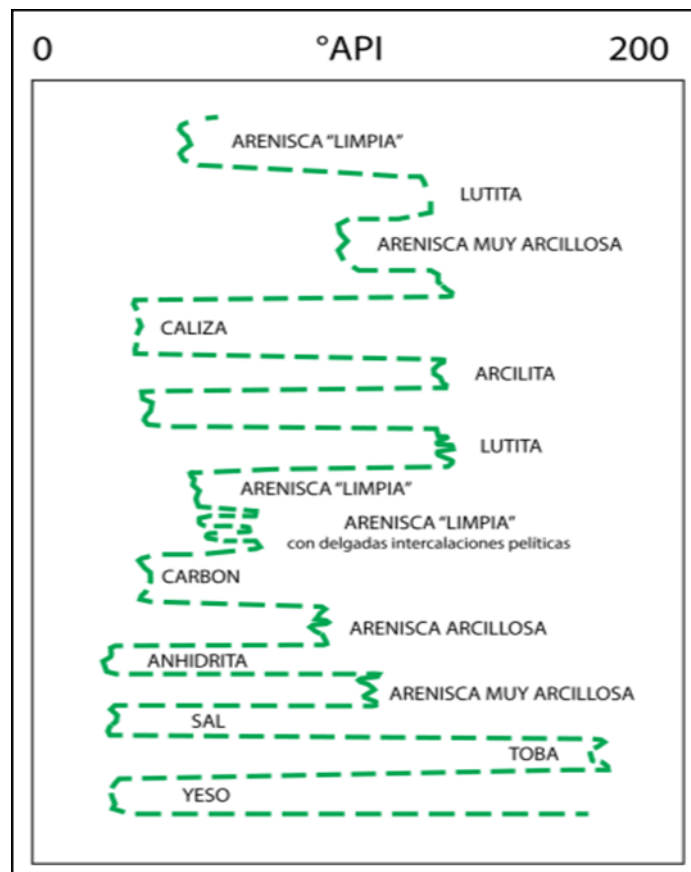 0 °API 200
ARENISCA “LIMPIA”
LUTITA
ARENISCA MUY ARCILLOSA
CALIZA
ARCILITA
LUTITA
ARENISCA “LIMPIA”
ARENISCA “LIMPIA”
con delgadas intercalaciones pelíticas
CARBON
ARENISCA ARCILLOSA
ANHIDRITA
ARENISCA MUY ARCILLOSA
SAL
TOBA
YESO